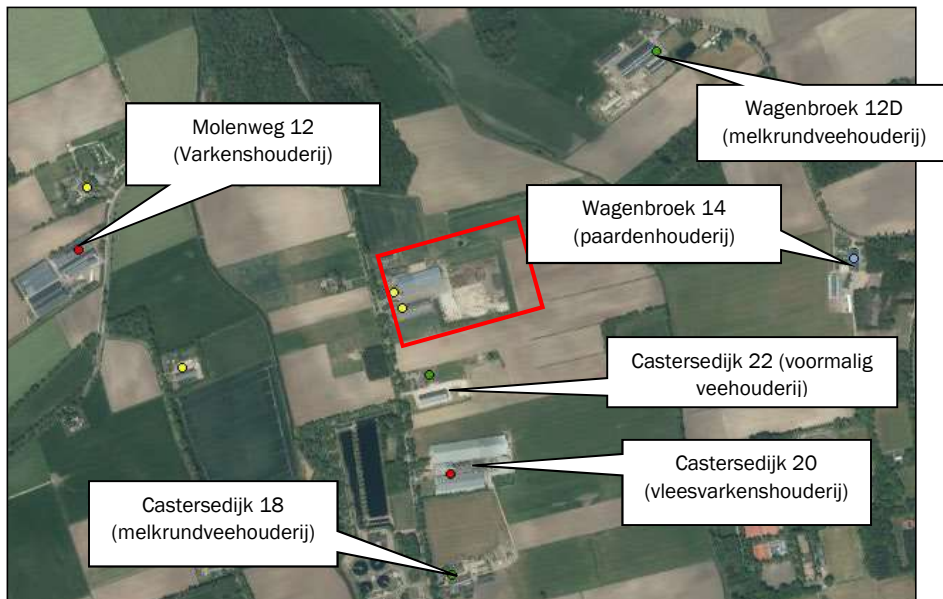 Wagenbroek 12D
(melkrundveehouderij)
Molenweg 12
(Varkenshouderij)
Wagenbroek 14
(paardenhouderij)
Castersedijk 22 (voormalig
veehouderij)
Castersedijk 20
(vleesvarkenshouderij)
Castersedijk 18
(melkrundveehouderij)